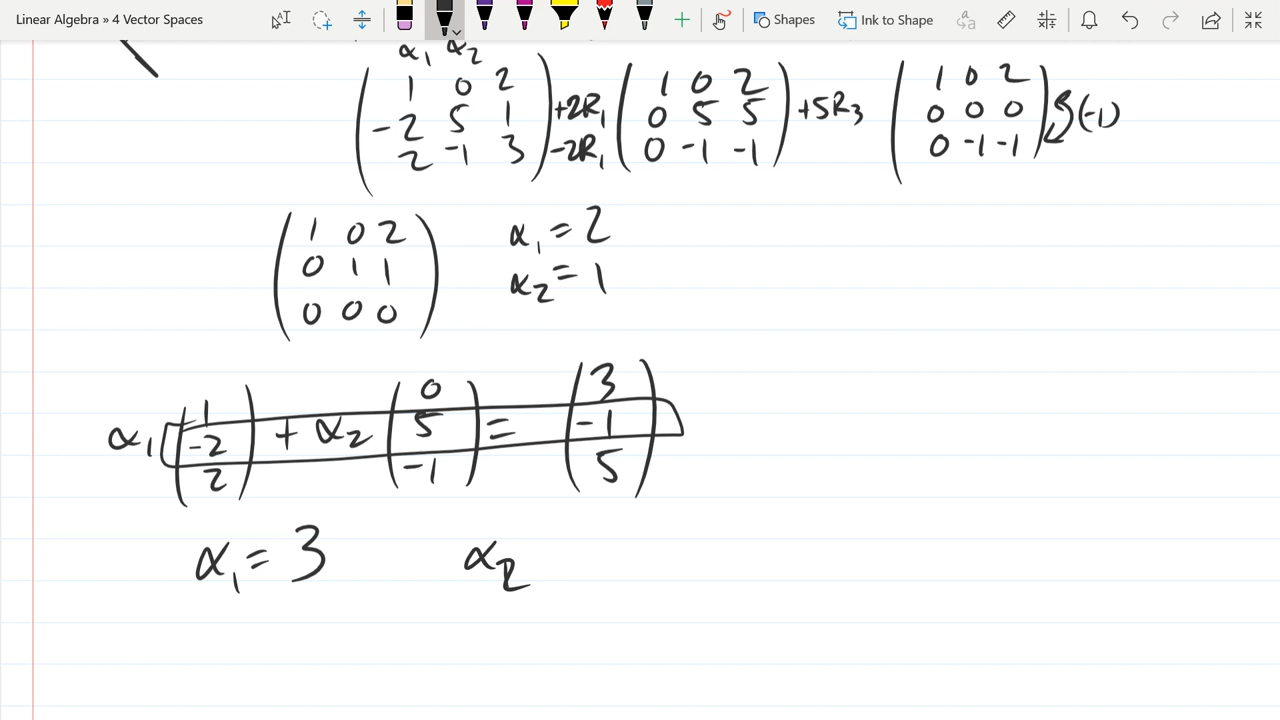 Linear Algebra » 4 Vector Spaces
Shapes Ink to Shape
α₁ α₂
1 0 2 1 0 2 1 0 2
-2 5 1 +2R₁ 0 5 5 +5R₃ 0 0 0 (-1)
2 -1 3 -2R₁ 0 -1 -1 0 -1 -1
1 0 2 α₁ = 2
0 1 1 α₂ = 1
0 0 0
1 0 3
α₁ -2 + α₂ 5 = -1
2 -1 5
α₁ = 3 α₂